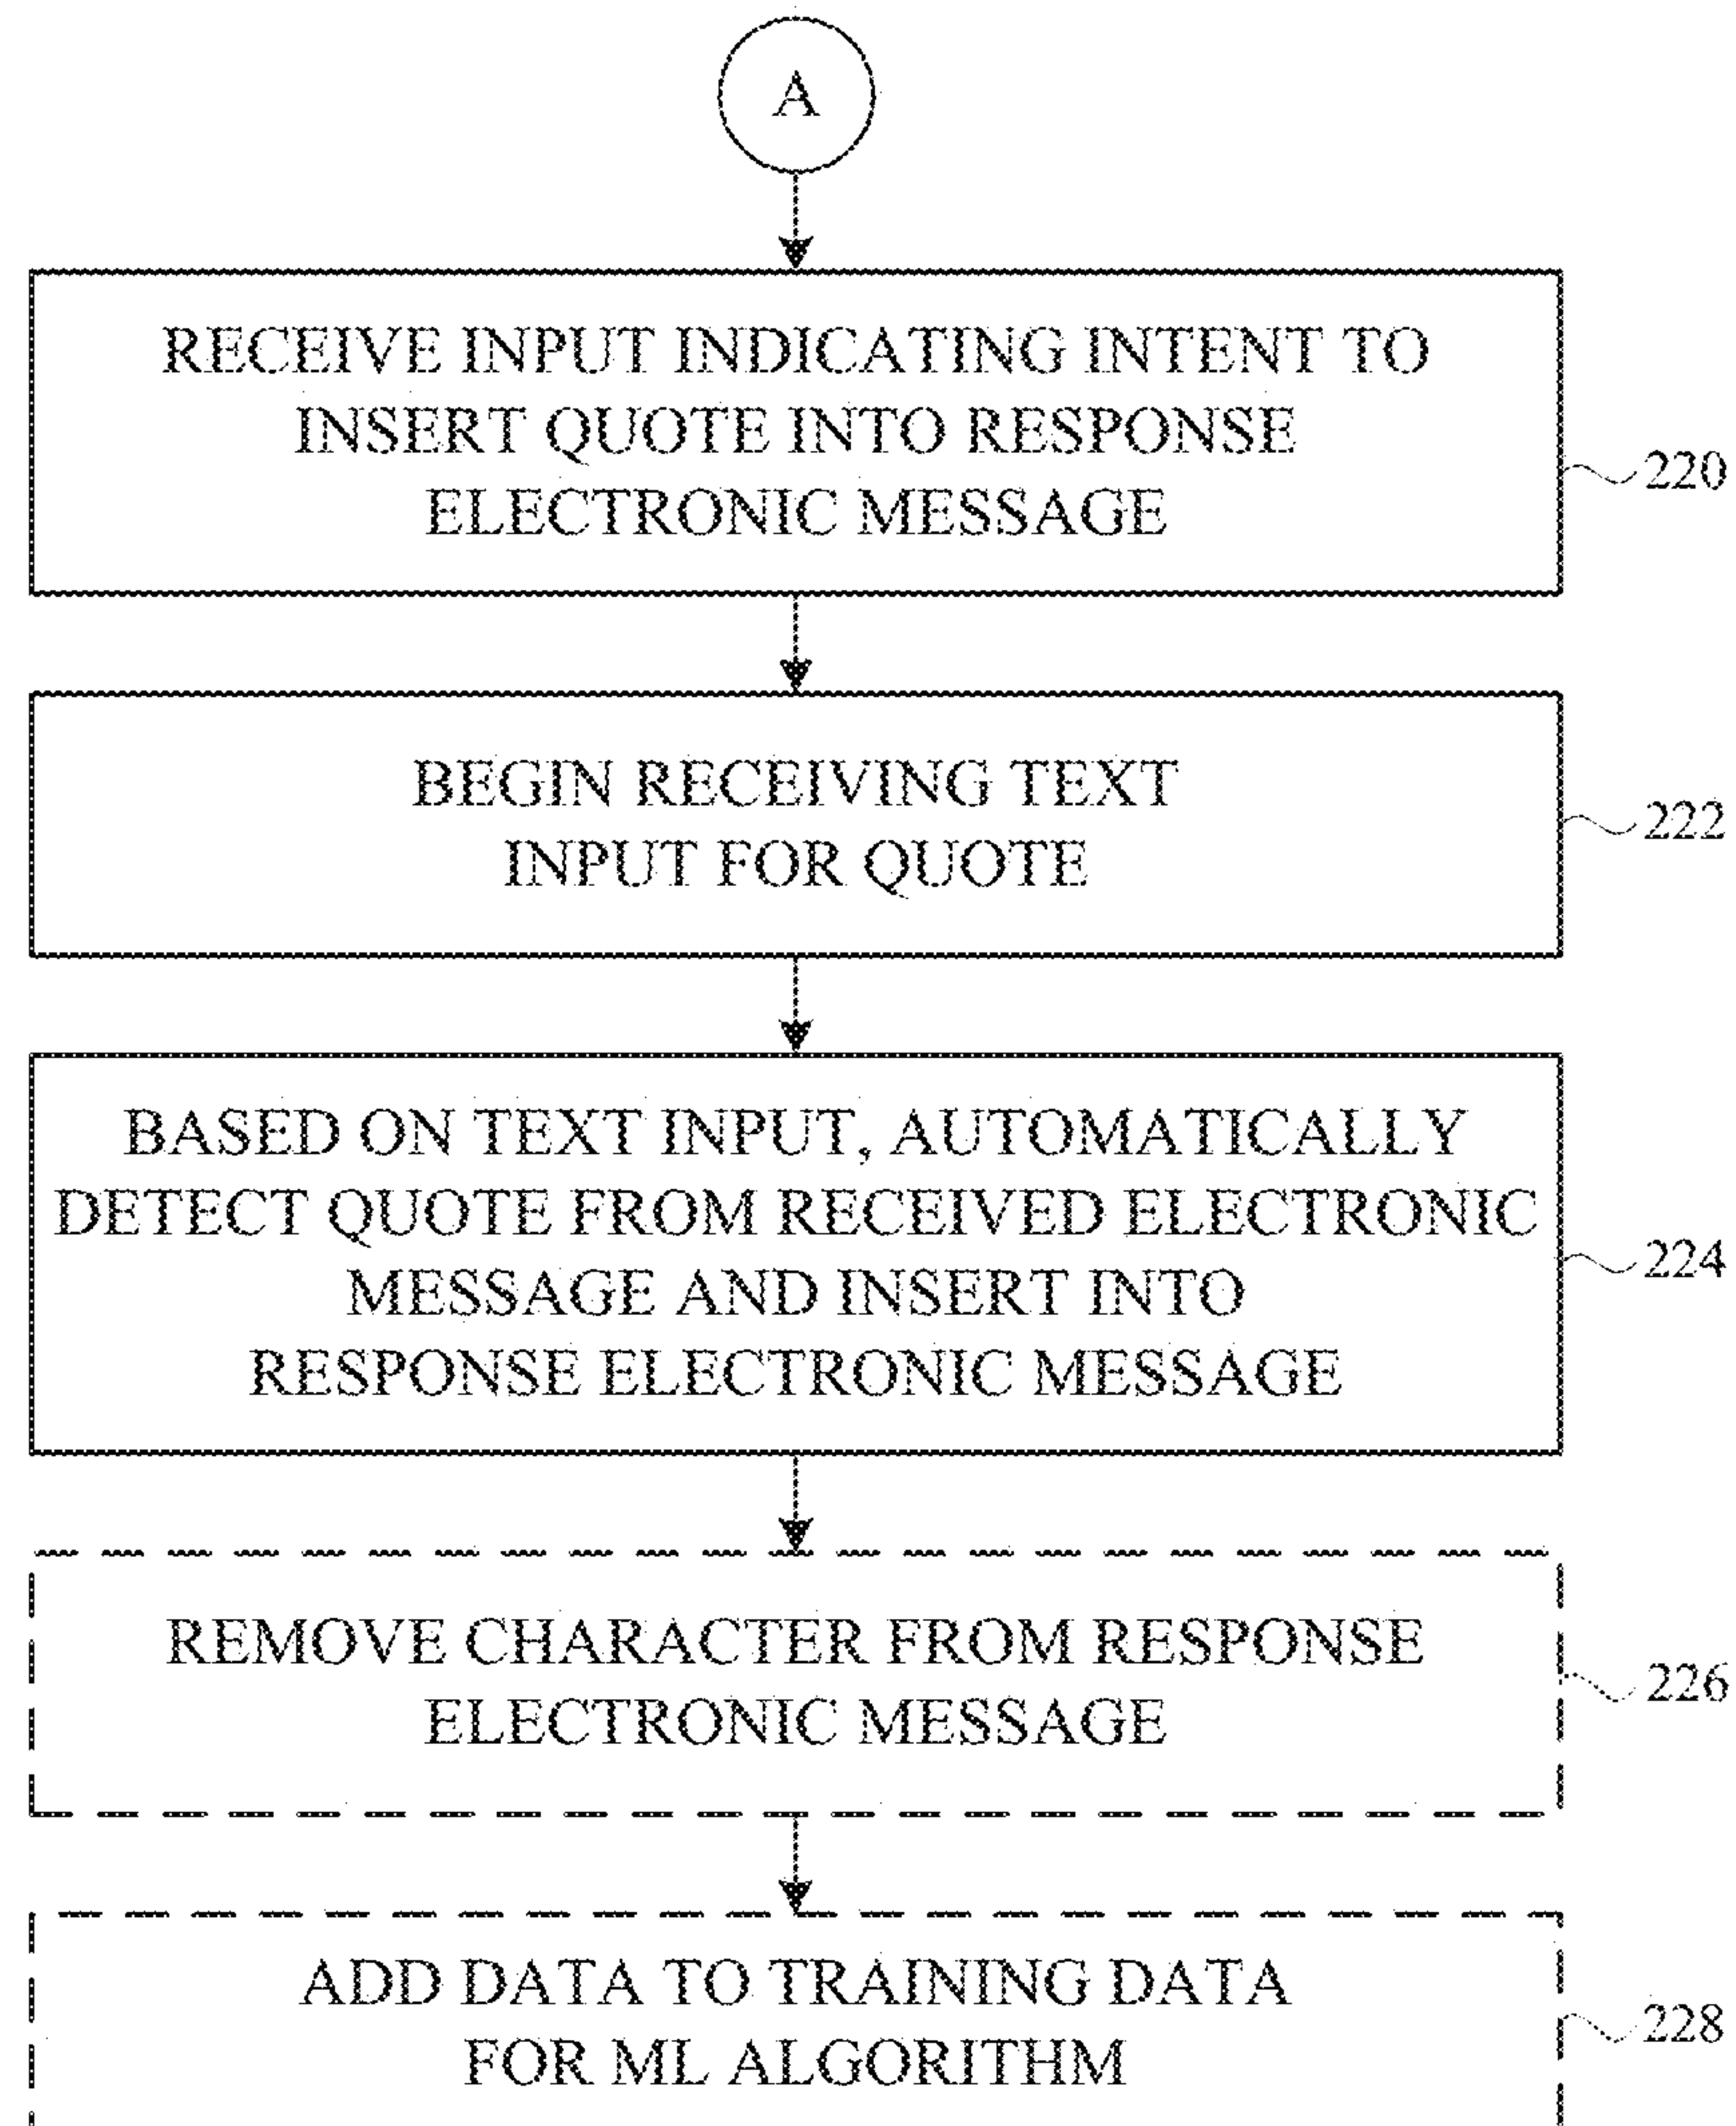 A
RECEIVE INPUT INDICATING INTENT TO
INSERT QUOTE INTO RESPONSE
ELECTRONIC MESSAGE
220
BEGIN RECEIVING TEXT
INPUT FOR QUOTE
222
BASED ON TEXT INPUT, AUTOMATICALLY
DETECT QUOTE FROM RECEIVED ELECTRONIC
MESSAGE AND INSERT INTO
RESPONSE ELECTRONIC MESSAGE
224
REMOVE CHARACTER FROM RESPONSE
ELECTRONIC MESSAGE
226
ADD DATA TO TRAINING DATA
FOR ML ALGORITHM
228